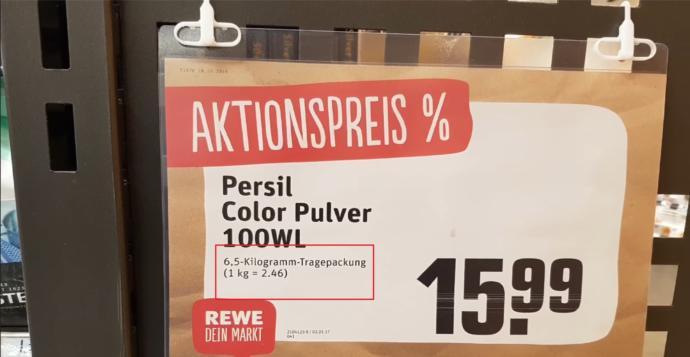 AKTIONSPREIS %
Persil
Color Pulver
100WL
6,5-Kilogramm-Tragepackung
(1 kg = 2.46)
15.99
REWE
DEIN MARKT